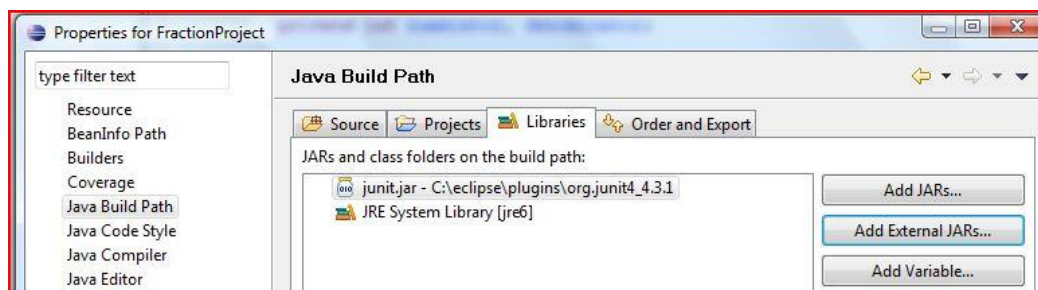 Properties for FractionProject
type filter text
Resource
BeanInfo Path
Builders
Coverage
Java Build Path
Java Code Style
Java Compiler
Java Editor
Java Build Path
Source Projects Libraries Order and Export
JARs and class folders on the build path:
junit.jar - C:\eclipse\plugins\org.junit4_4.3.1
JRE System Library [jre6]
Add JARs...
Add External JARs...
Add Variable...